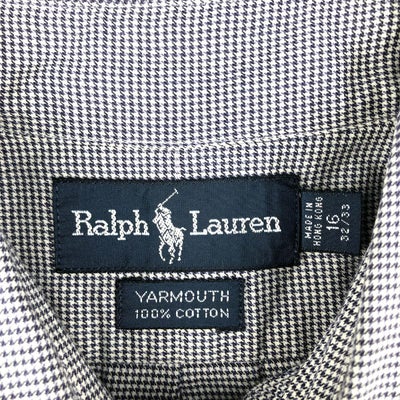 Ralph Lauren
MADE IN
HONG KONG
16
32/33
YARMOUTH
100% COTTON